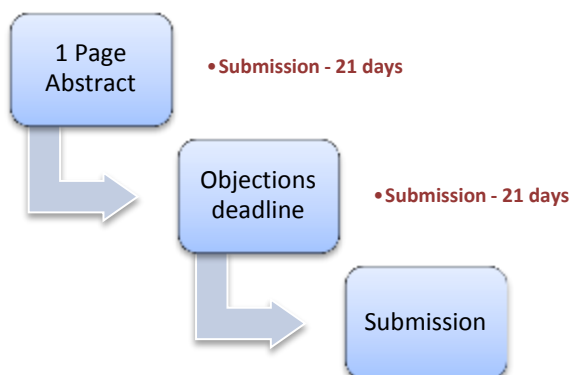 1 Page
Abstract
•Submission - 21 days
Objections
deadline
•Submission - 21 days
Submission